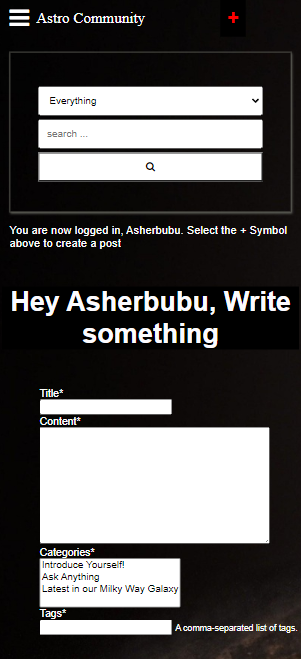 Astro Community
Everything
search ...
You are now logged in, Asherbubu. Select the + Symbol
above to create a post
Hey Asherbubu, Write
something
Title*
Content*
Categories*
Introduce Yourself!
Ask Anything
Latest in our Milky Way Galaxy
Tags*
A comma-separated list of tags.